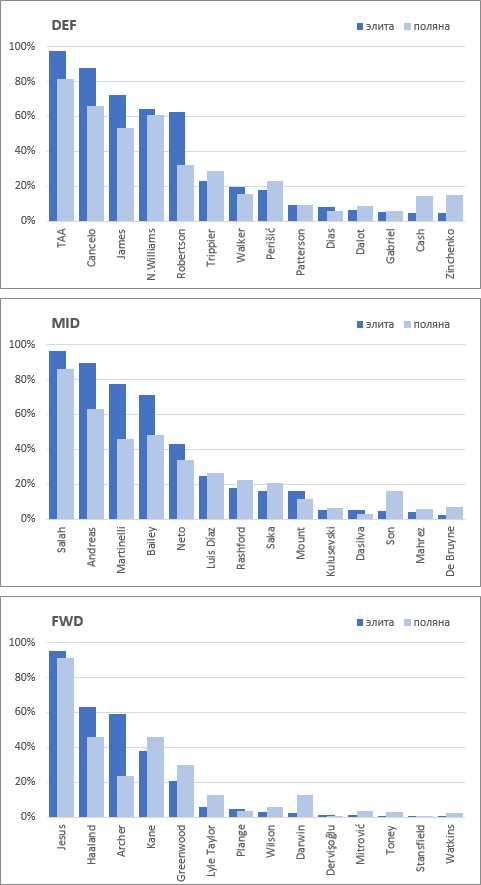 DEF
элита поляна
100%
80%
60%
40%
20%
0%
TAA Cancelo James N.Williams Robertson Trippier Walker Perišić Patterson Dias Dalot Gabriel Cash Zinchenko
MID
элита поляна
100%
80%
60%
40%
20%
0%
Salah Andreas Martinelli Bailey Neto Luis Díaz Rashford Saka Mount Kulusevski Dasilva Son Mahrez De Bruyne
FWD
элита поляна
100%
80%
60%
40%
20%
0%
Jesus Haaland Archer Kane Greenwood Lyle Taylor Plange Wilson Darwin Dervişoğlu Mitrović Toney Stansfield Watkins